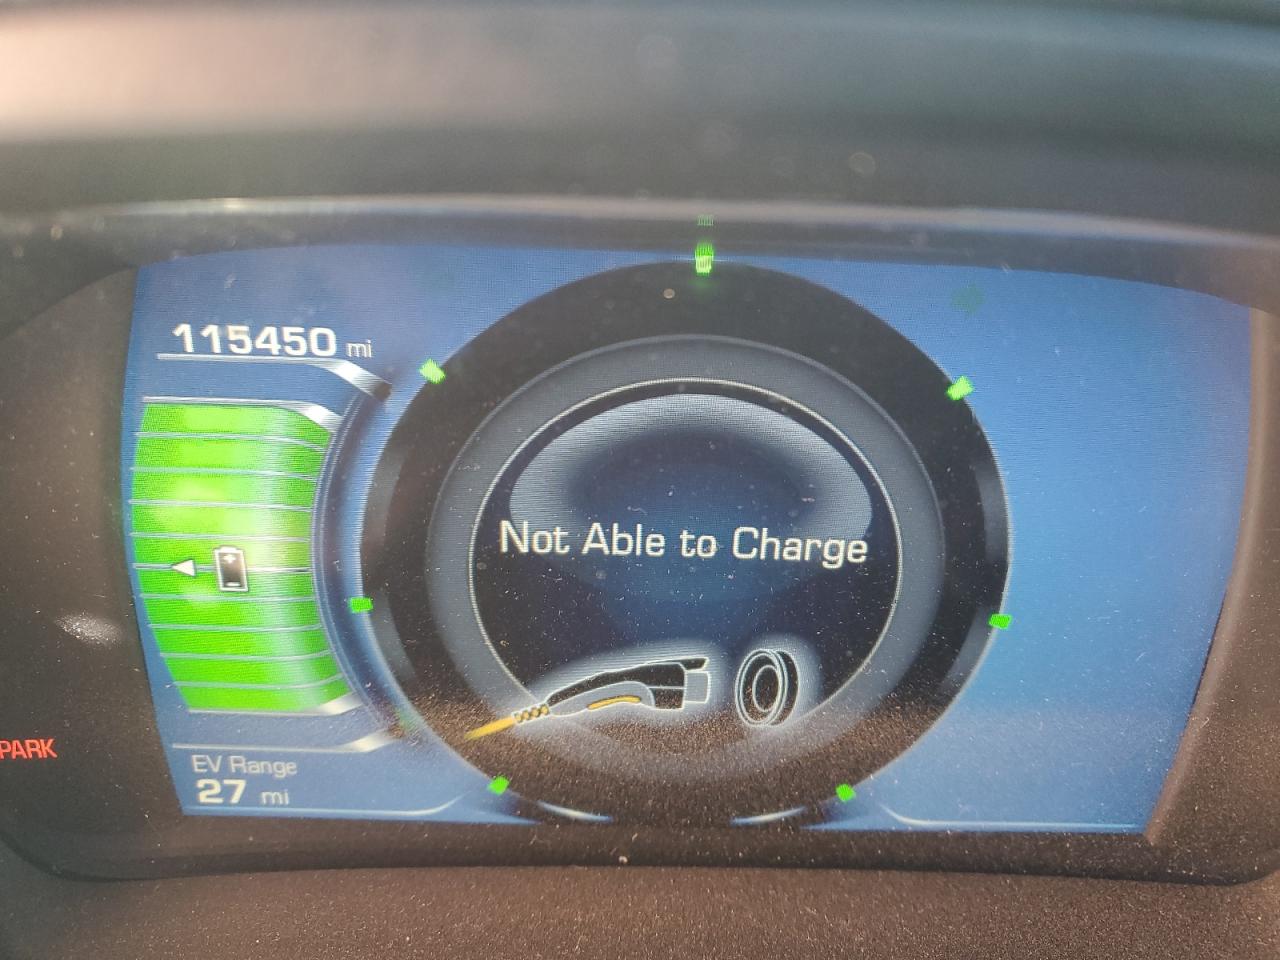 115450 mi
Not Able to Charge
PARK
EV Range
27 mi